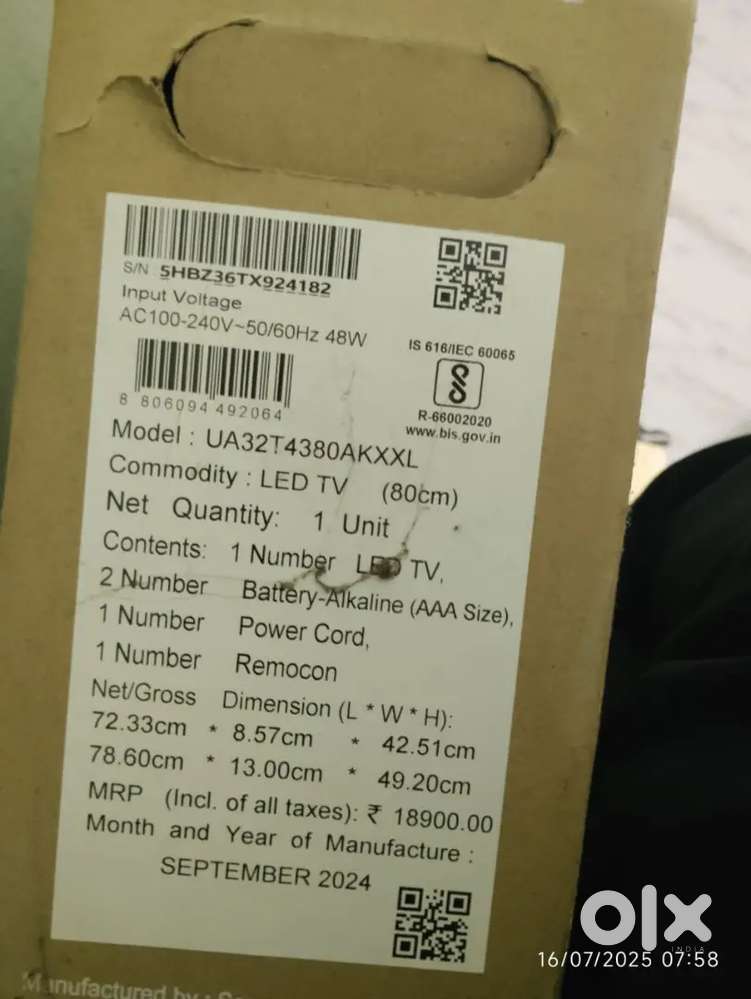 S/N 5HBZ36TX924182
Input Voltage
AC100-240V~50/60Hz 48W
IS 616/IEC 60065
R-66002020
www.bis.gov.in
8 806094 492064
Model : UA32T4380AKXXL
Commodity : LED TV (80cm)
Net Quantity: 1 Unit
Contents: 1 Number LED TV,
2 Number Battery-Alkaline (AAA Size),
1 Number Power Cord,
1 Number Remocon
Net/Gross Dimension (L * W * H):
72.33cm * 8.57cm * 42.51cm
78.60cm * 13.00cm * 49.20cm
MRP (Incl. of all taxes): ₹ 18900.00
Month and Year of Manufacture :
SEPTEMBER 2024
Manufactured by :
olx
INDIA
16/07/2025 07:58